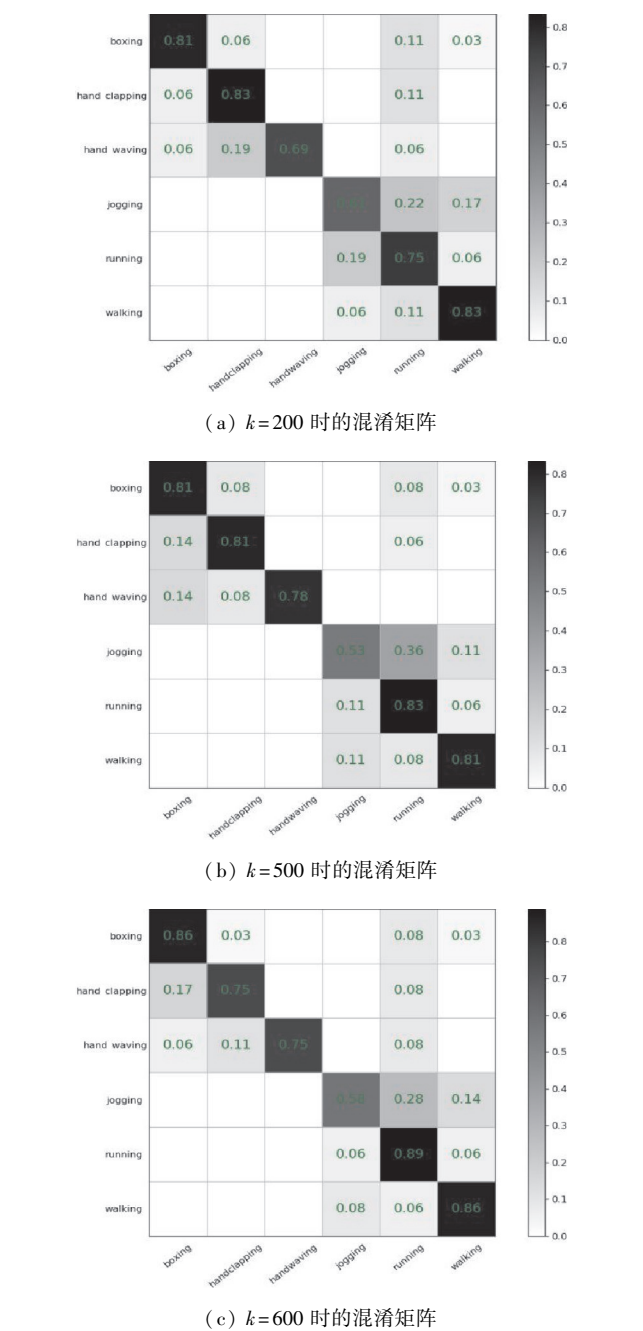 boxing 0.81 0.06 0.11 0.03
hand clapping 0.06 0.83 0.11
hand waving 0.06 0.19 0.69 0.06
jogging 0.22 0.17
running 0.19 0.75 0.06
walking 0.06 0.11 0.83
boxing handclapping handwaving jogging running walking
0.8
0.7
0.6
0.5
0.4
0.3
0.2
0.1
0.0
(a) k=200 时的混淆矩阵
boxing 0.81 0.08 0.08 0.03
hand clapping 0.14 0.81 0.06
hand waving 0.14 0.08 0.78
jogging 0.53 0.36 0.11
running 0.11 0.83 0.06
walking 0.11 0.08 0.81
boxing handclapping handwaving jogging running walking
0.8
0.7
0.6
0.5
0.4
0.3
0.2
0.1
0.0
(b) k=500 时的混淆矩阵
boxing 0.86 0.03 0.08 0.03
hand clapping 0.17 0.75 0.08
hand waving 0.06 0.11 0.75 0.08
jogging 0.58 0.28 0.14
running 0.06 0.89 0.06
walking 0.08 0.06 0.86
boxing handclapping handwaving jogging running walking
0.8
0.7
0.6
0.5
0.4
0.3
0.2
0.1
0.0
(c) k=600 时的混淆矩阵